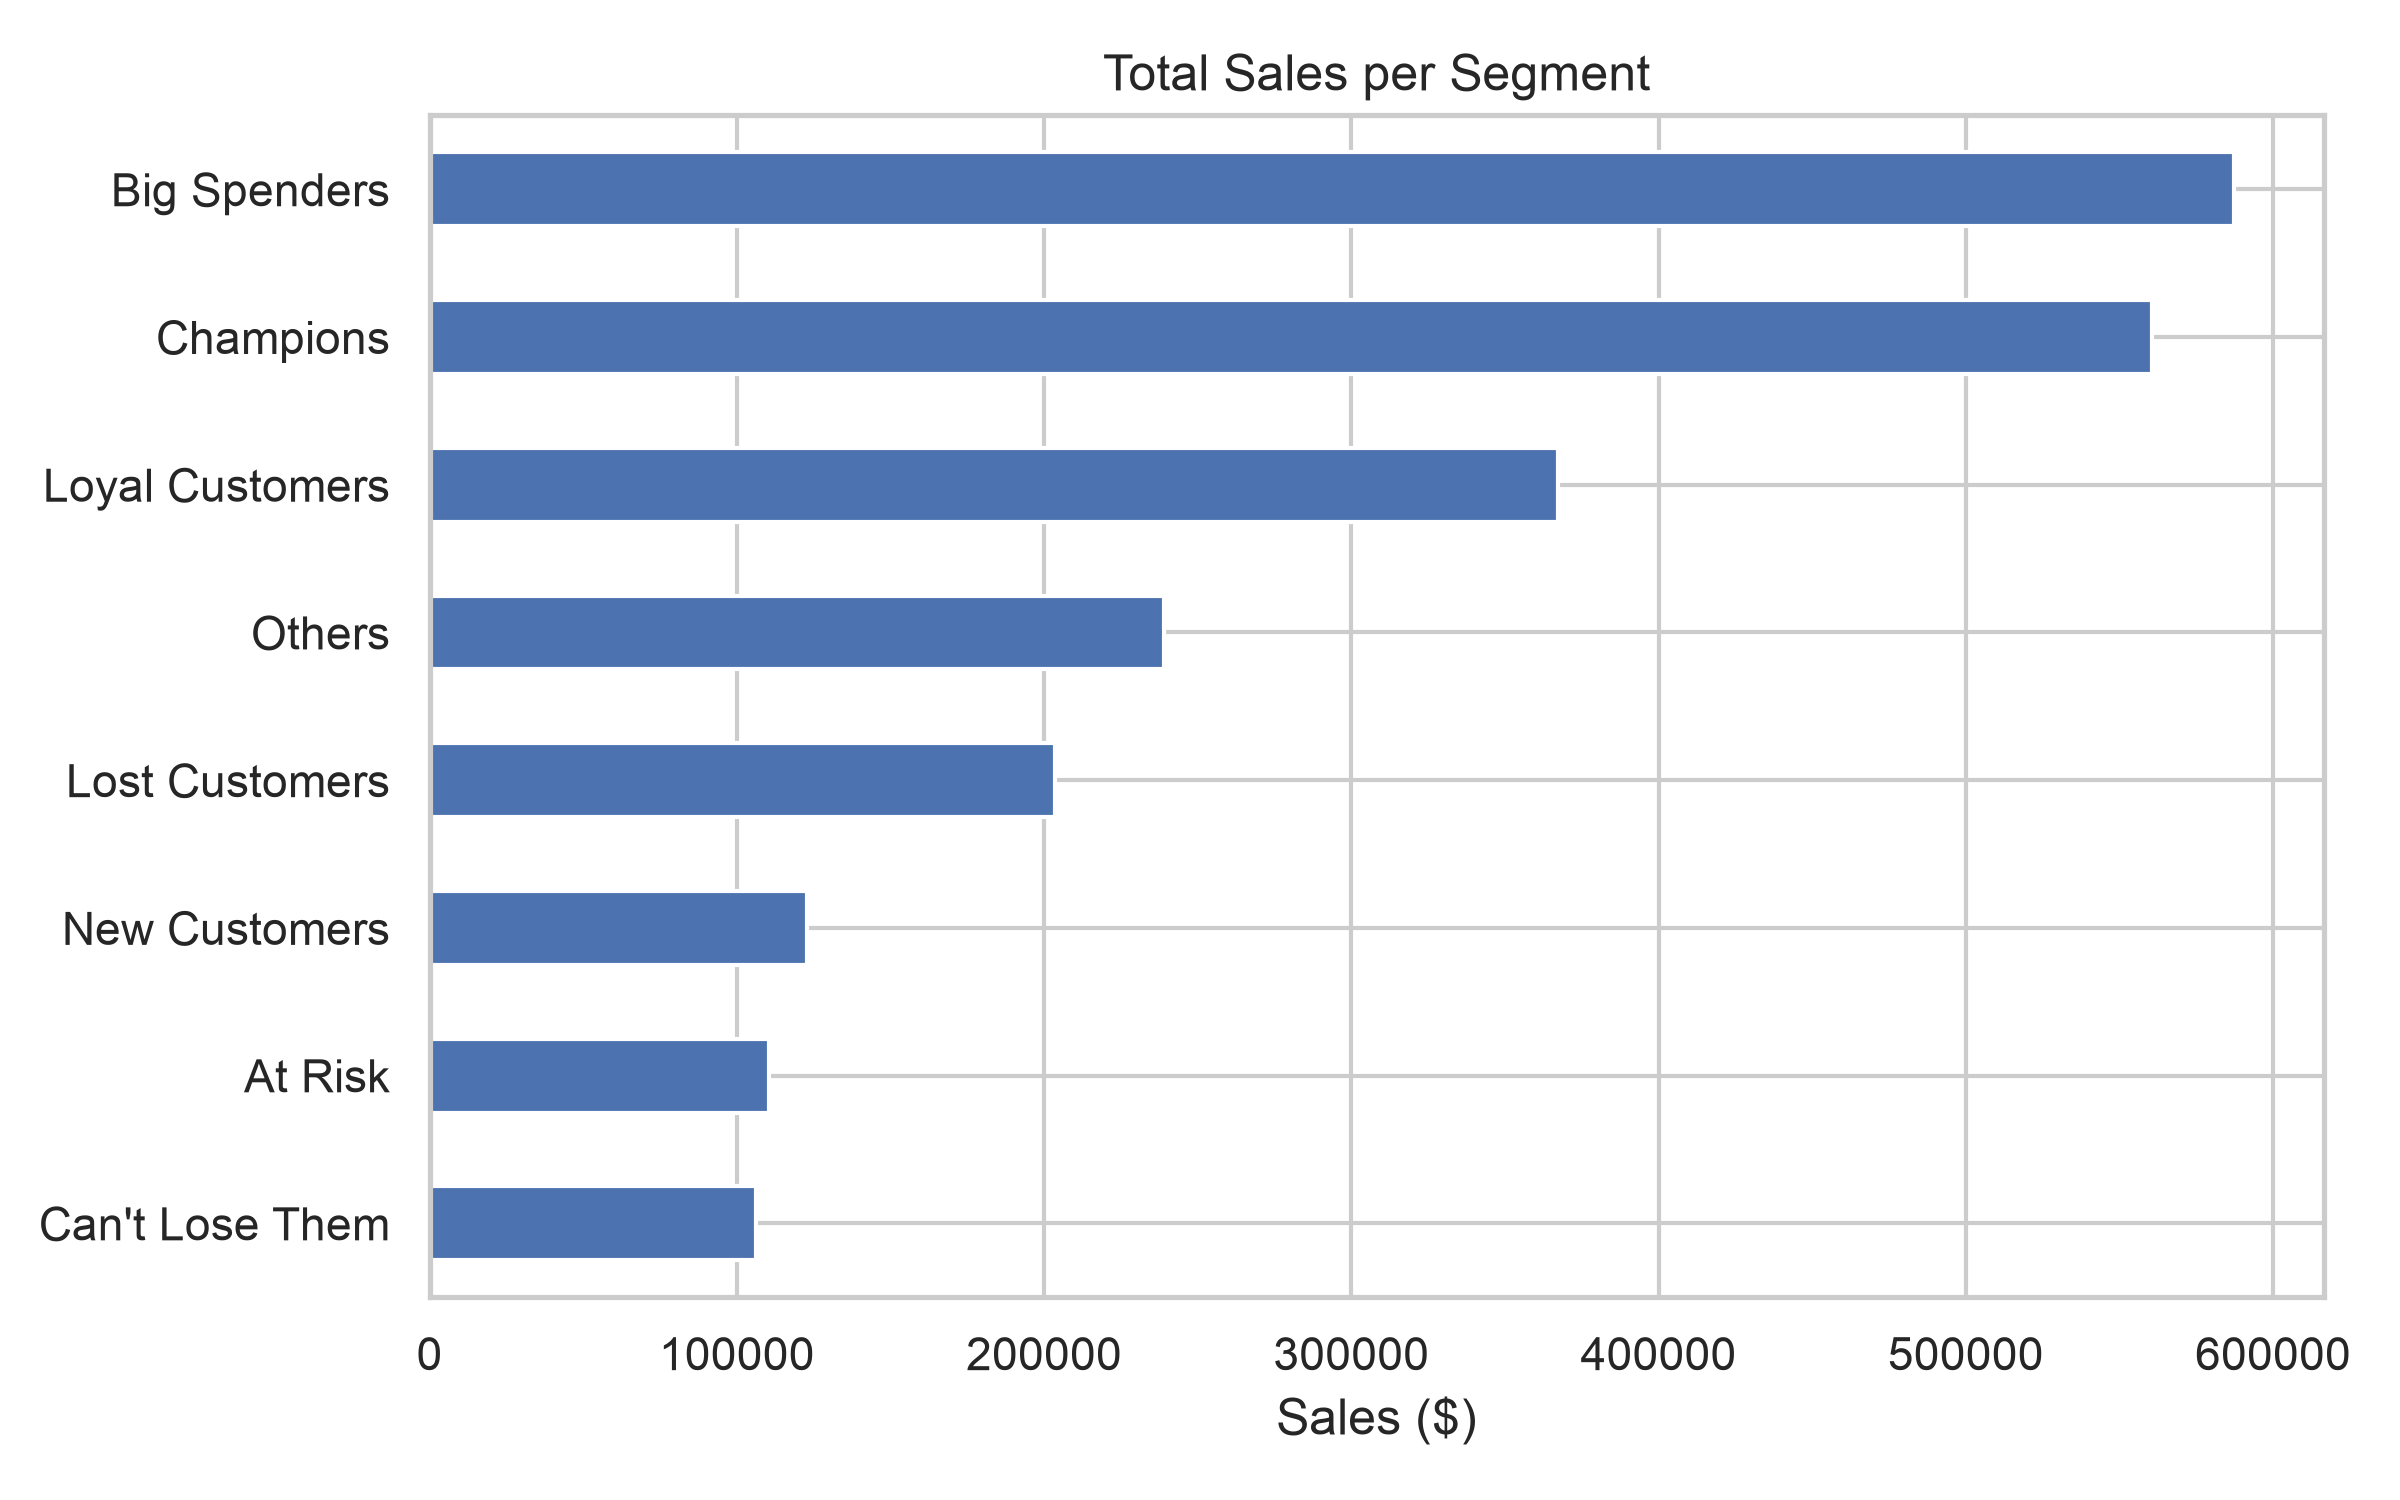 Total Sales per Segment
Big Spenders
Champions
Loyal Customers
Others
Lost Customers
New Customers
At Risk
Can't Lose Them
0 100000 200000 300000 400000 500000 600000
Sales ($)